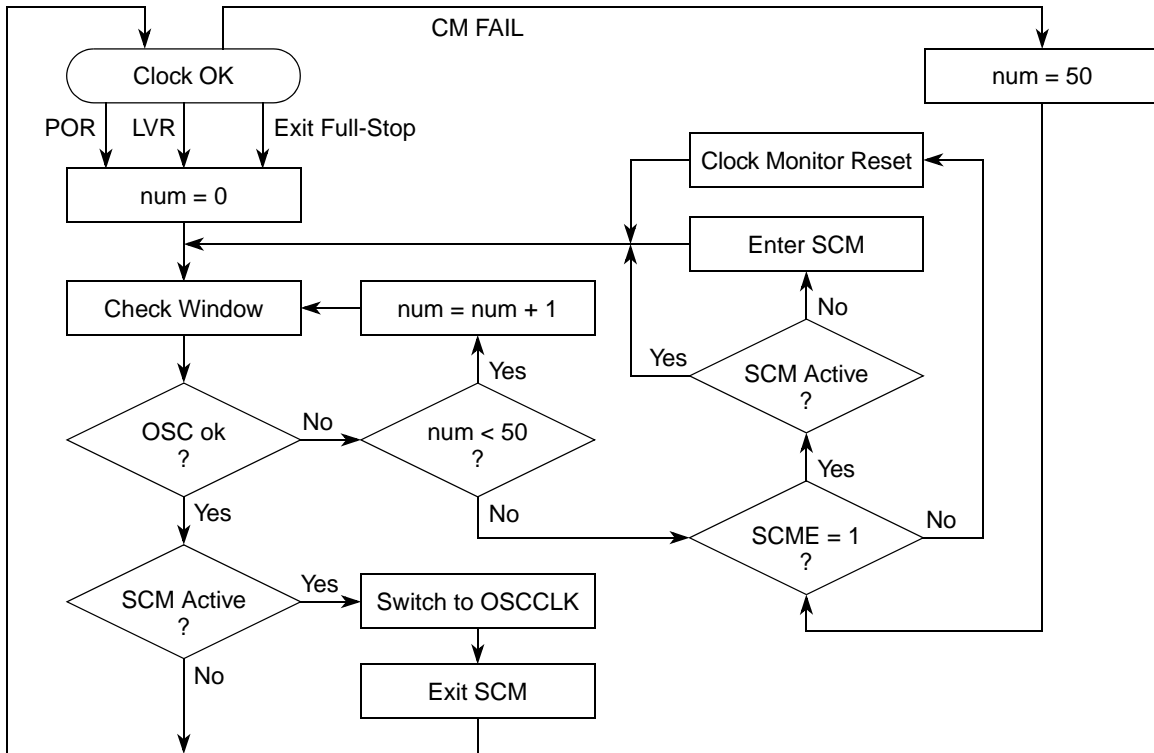 CM FAIL
Clock OK
num = 50
POR
LVR
Exit Full-Stop
Clock Monitor Reset
num = 0
Enter SCM
Check Window
num = num + 1
No
Yes
SCM Active
?
Yes
OSC ok
?
No
num < 50
?
Yes
Yes
No
SCME = 1
?
No
SCM Active
?
Yes
Switch to OSCCLK
No
Exit SCM